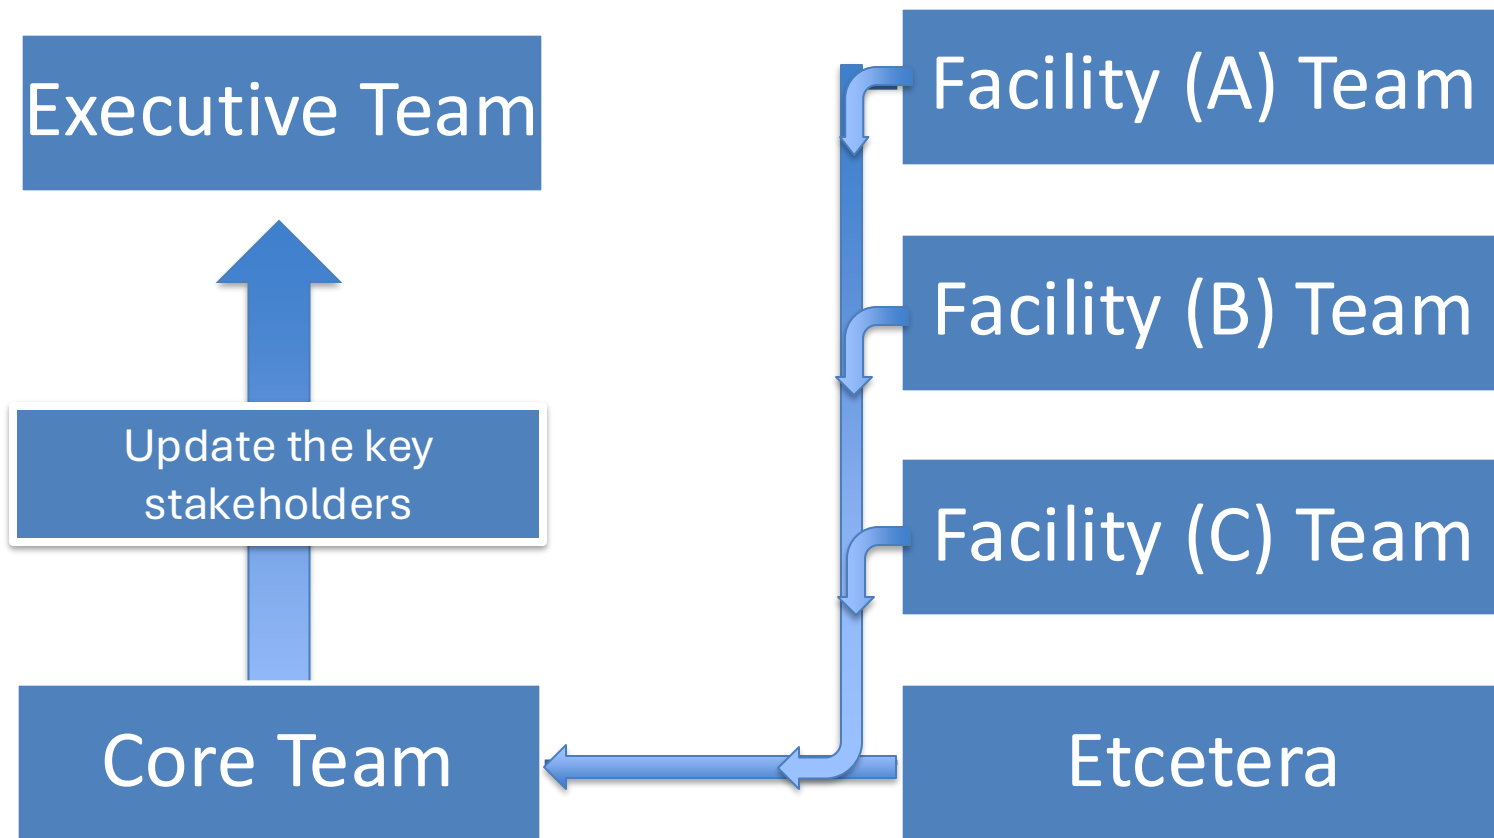 Executive Team
Update the key
stakeholders
Core Team
Facility (A) Team
Facility (B) Team
Facility (C) Team
Etcetera